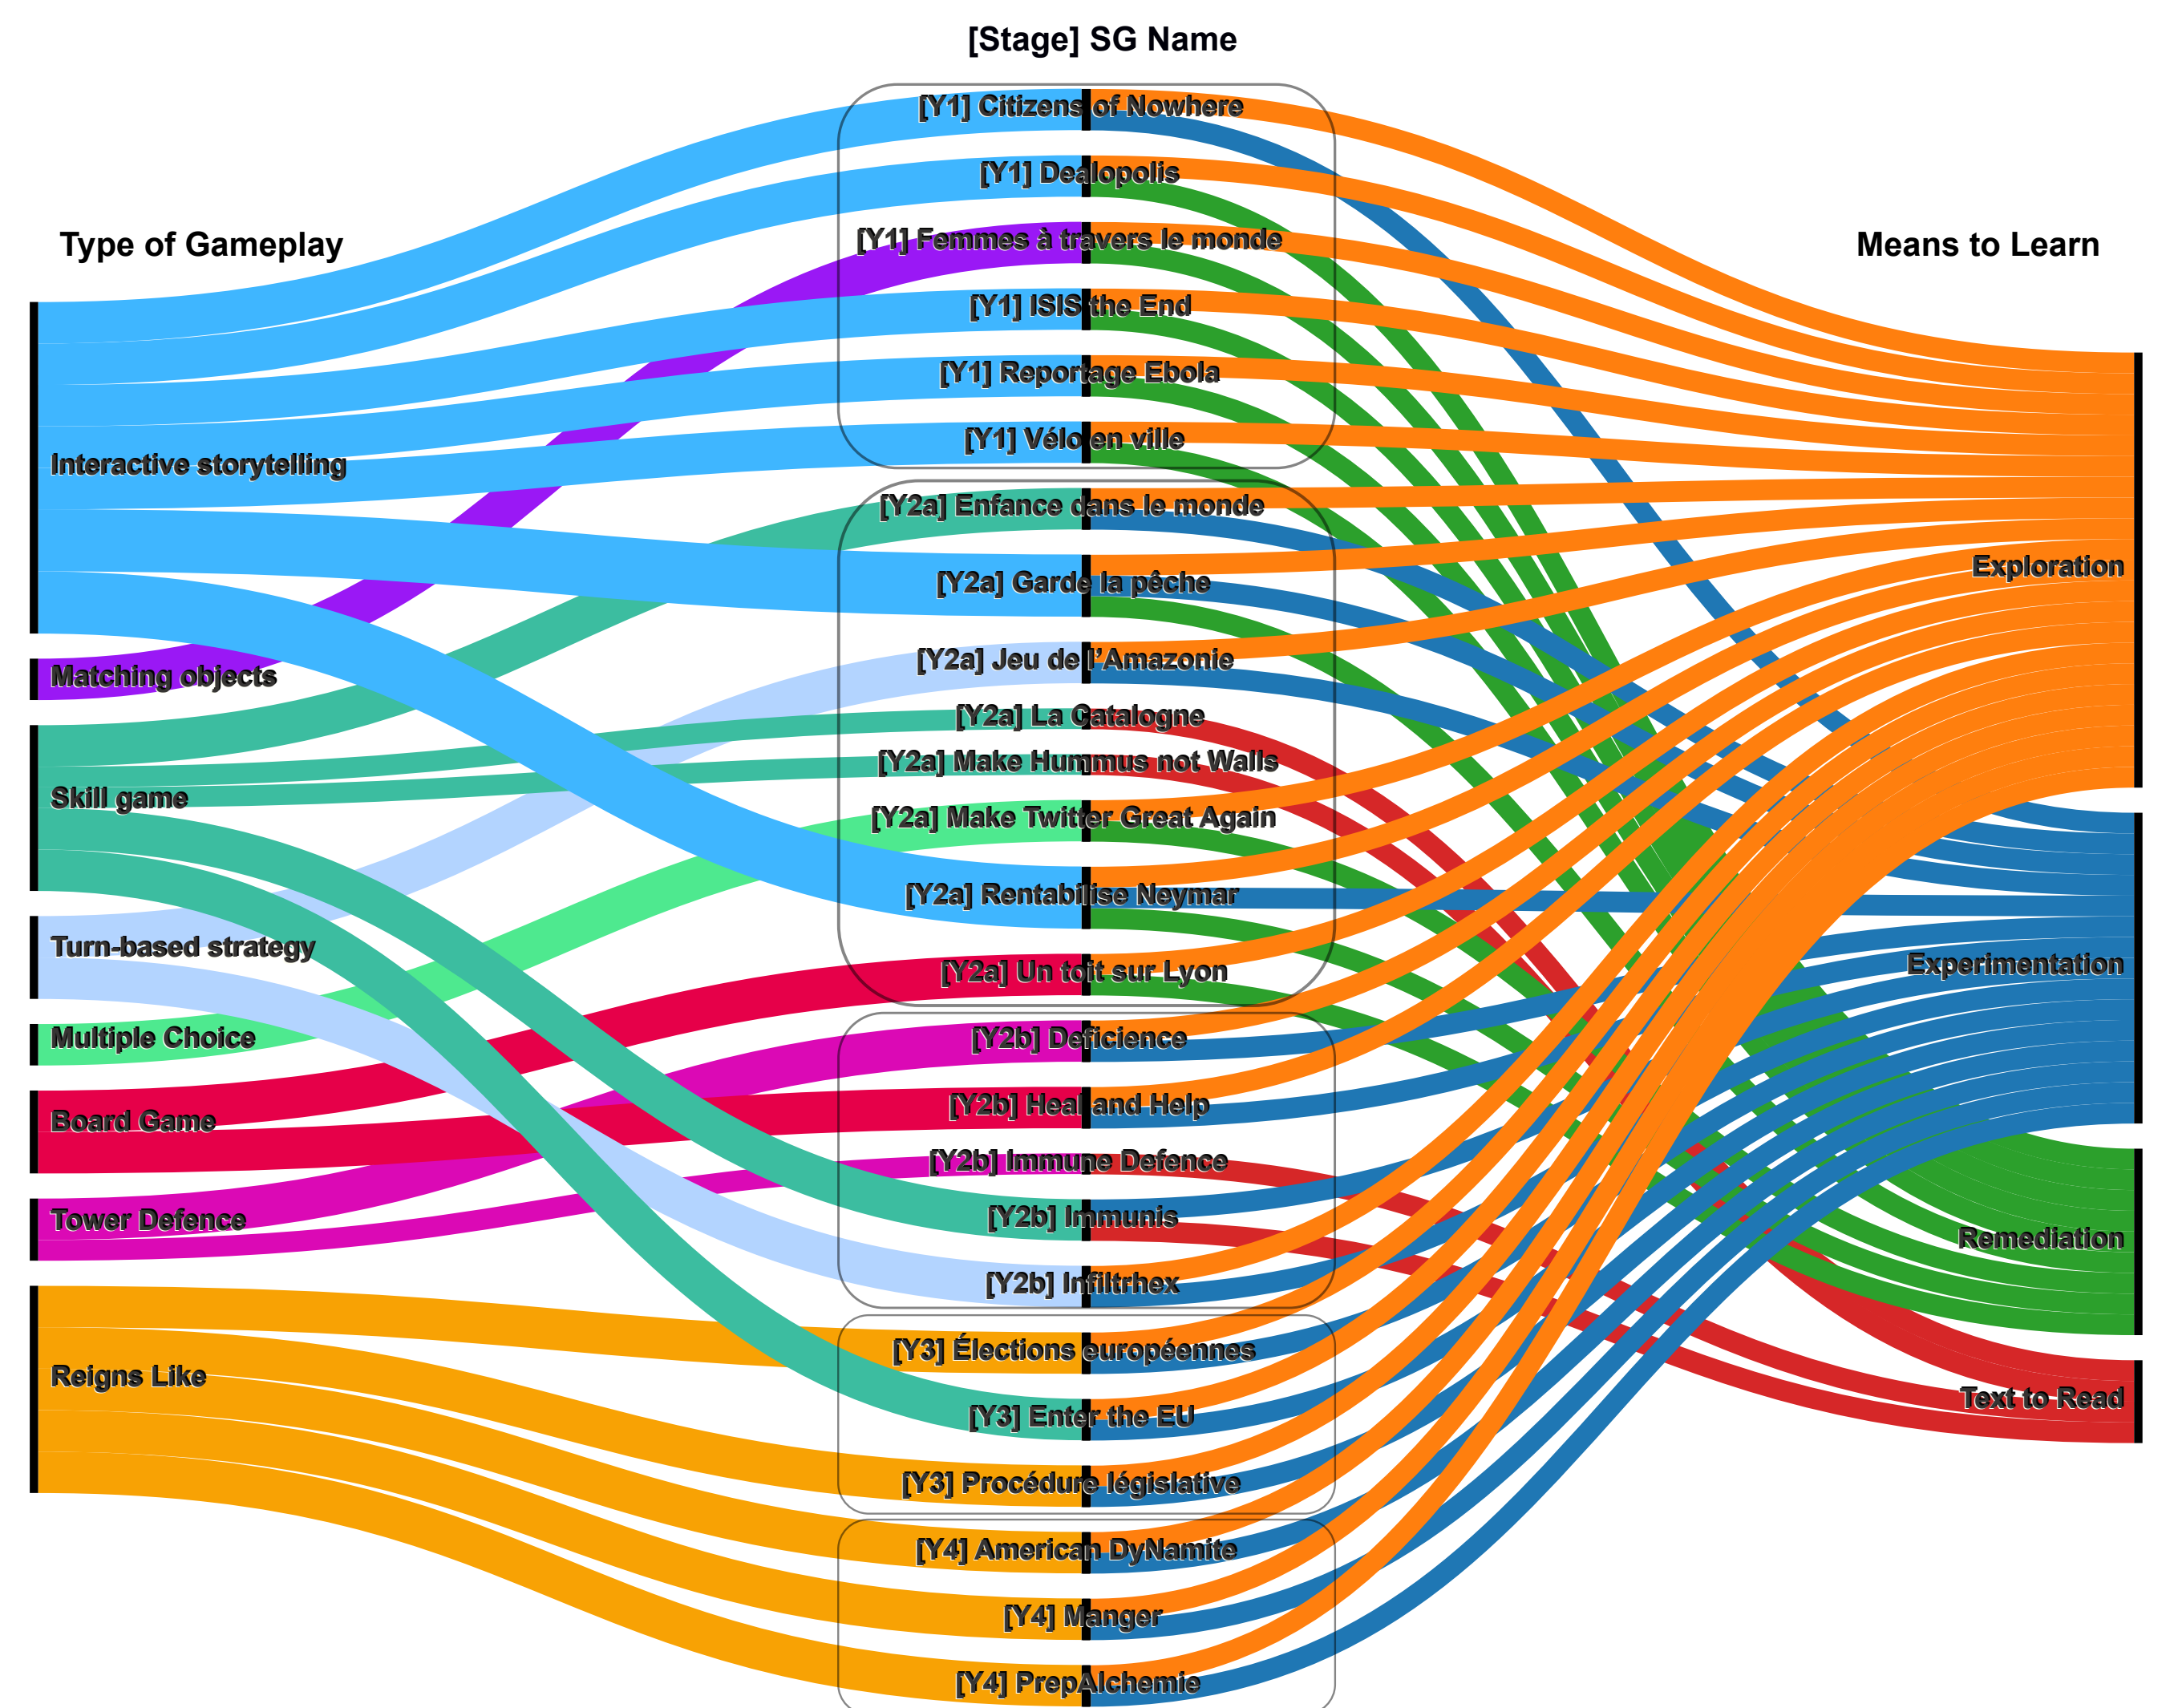 [Stage] SG Name
Type of Gameplay
Means to Learn
Interactive storytelling
Matching objects
Skill game
Turn-based strategy
Multiple Choice
Board Game
Tower Defence
Reigns Like
[Y1] Citizens of Nowhere
[Y1] Dealopolis
[Y1] Femmes à travers le monde
[Y1] ISIS the End
[Y1] Reportage Ebola
[Y1] Vélo en ville
[Y2a] Enfance dans le monde
[Y2a] Garde la pêche
[Y2a] Jeu de l’Amazonie
[Y2a] La Catalogne
[Y2a] Make Hummus not Walls
[Y2a] Make Twitter Great Again
[Y2a] Rentabilise Neymar
[Y2a] Un toit sur Lyon
[Y2b] Deficience
[Y2b] Heal and Help
[Y2b] Immune Defence
[Y2b] Immunis
[Y2b] Infiltrhex
[Y3] Élections européennes
[Y3] Enter the EU
[Y3] Procédure législative
[Y4] American DyNamite
[Y4] Manger
[Y4] PrepAlchemie
Exploration
Experimentation
Remediation
Text to Read